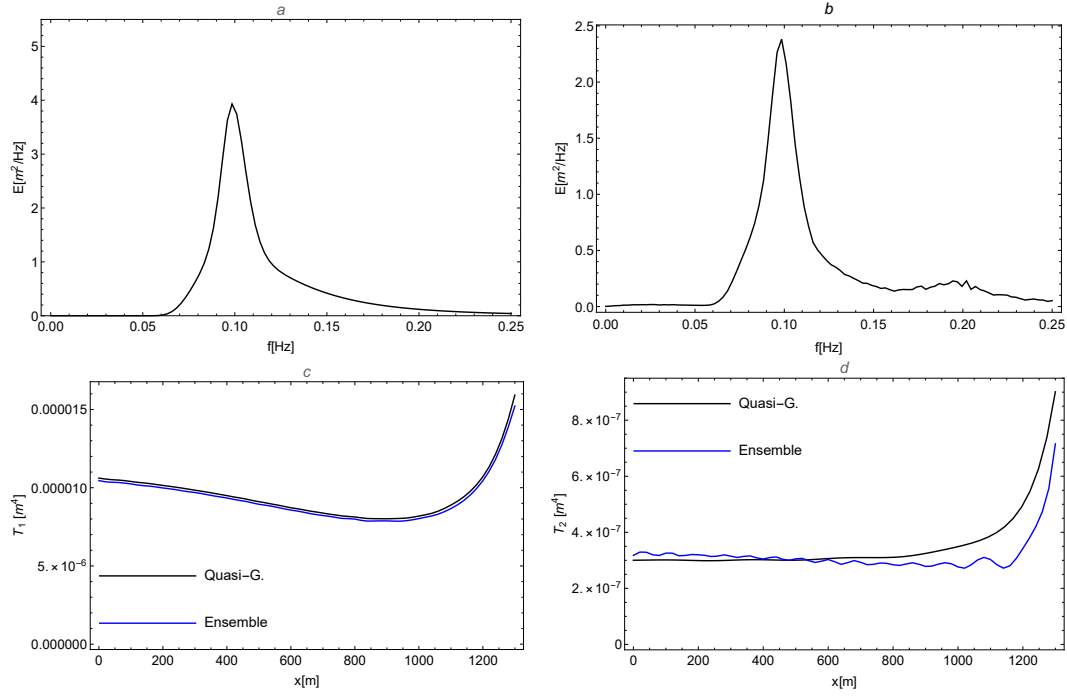 a
5
4
3
2
1
0
E[m²/Hz]
0.00 0.05 0.10 0.15 0.20 0.25
f[Hz]
b
2.5
2.0
1.5
1.0
0.5
0.0
E[m²/Hz]
0.00 0.05 0.10 0.15 0.20 0.25
f[Hz]
c
0.000015
0.000010
5. × 10⁻⁶
0.000000
T₁ [m⁴]
Quasi–G.
Ensemble
0 200 400 600 800 1000 1200
x[m]
d
8. × 10⁻⁷
6. × 10⁻⁷
4. × 10⁻⁷
2. × 10⁻⁷
0
T₂ [m⁴]
Quasi–G.
Ensemble
0 200 400 600 800 1000 1200
x[m]